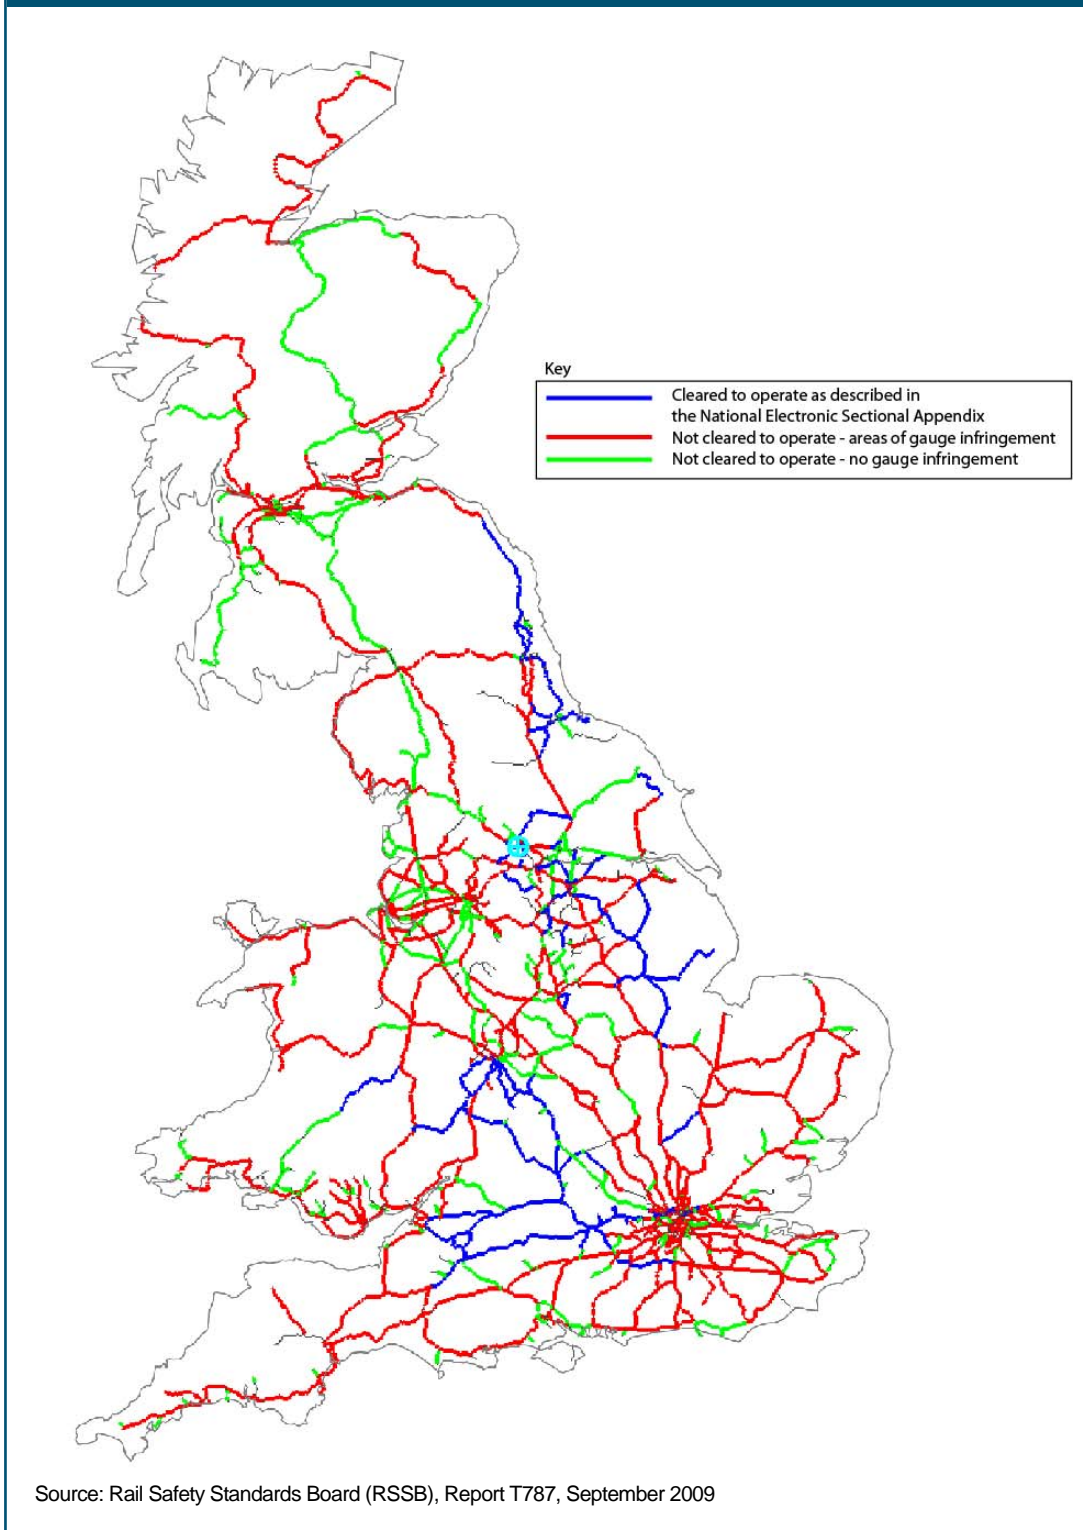 Key
Cleared to operate as described in
the National Electronic Sectional Appendix
Not cleared to operate - areas of gauge infringement
Not cleared to operate - no gauge infringement
Source: Rail Safety Standards Board (RSSB), Report T787, September 2009